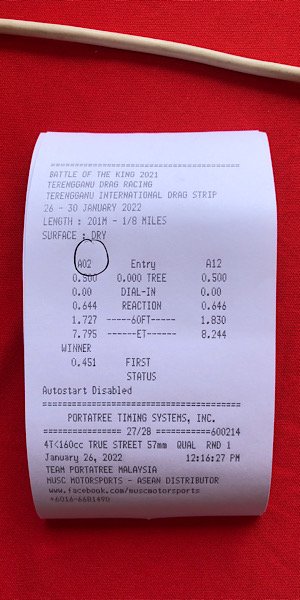 =======================================
BATTLE OF THE KING 2021
TERENGGANU DRAG RACING
TERENGGANU INTERNATIONAL DRAG STRIP
26 - 30 JANUARY 2022
LENGTH : 201M - 1/8 MILES
SURFACE : DRY
A02 Entry A12
0.500 0.000 TREE 0.500
0.00 DIAL-IN 0.00
0.644 REACTION 0.646
1.727 -----60FT----- 1.830
7.795 ------ET------ 8.244
WINNER
0.451 FIRST
STATUS
Autostart Disabled
=======================================
PORTATREE TIMING SYSTEMS, INC.
================ 27/28 ===========600214
4T<160cc TRUE STREET 57mm QUAL RND 1
January 26, 2022 12:16:27 PM
TEAM PORTATREE MALAYSIA
MUSC MOTORSPORTS - ASEAN DISTRIBUTOR
www.facebook.com/muscmotorsports
+6016-6681490